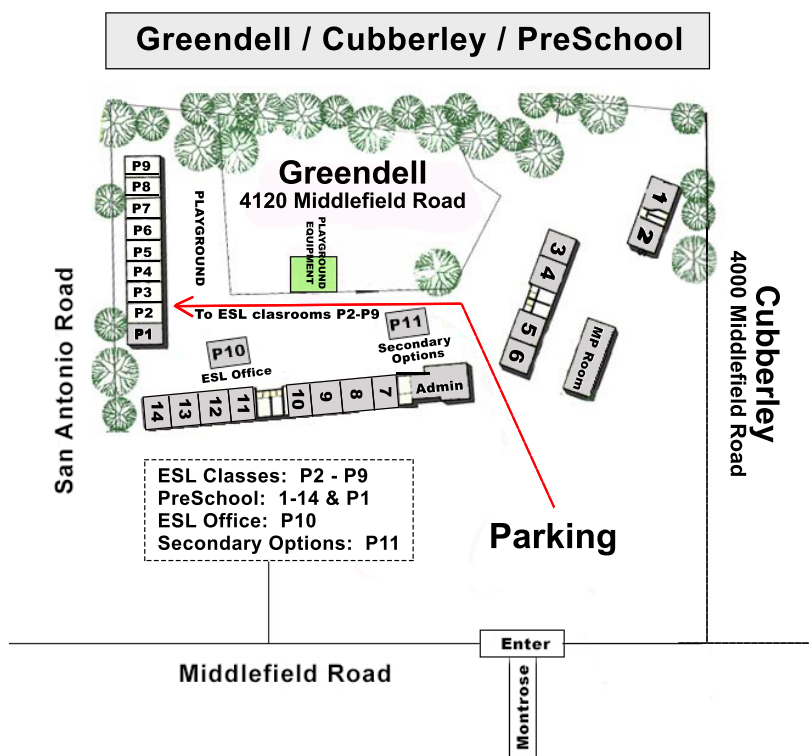 Greendell / Cubberley / PreSchool
Greendell
4120 Middlefield Road
P9
P8
P7
P6
P5
P4
P3
P2
P1
PLAYGROUND
PLAYGROUND
EQUIPMENT
To ESL clasrooms P2-P9
P10
ESL Office
P11
Secondary
Options
14
13
12
11
10
9
8
7
Admin
1
2
3
4
5
6
MP Room
San Antonio Road
Cubberley
4000 Middlefield Road
ESL Classes: P2 - P9
PreSchool: 1-14 & P1
ESL Office: P10
Secondary Options: P11
Parking
Enter
Middlefield Road
Montrose